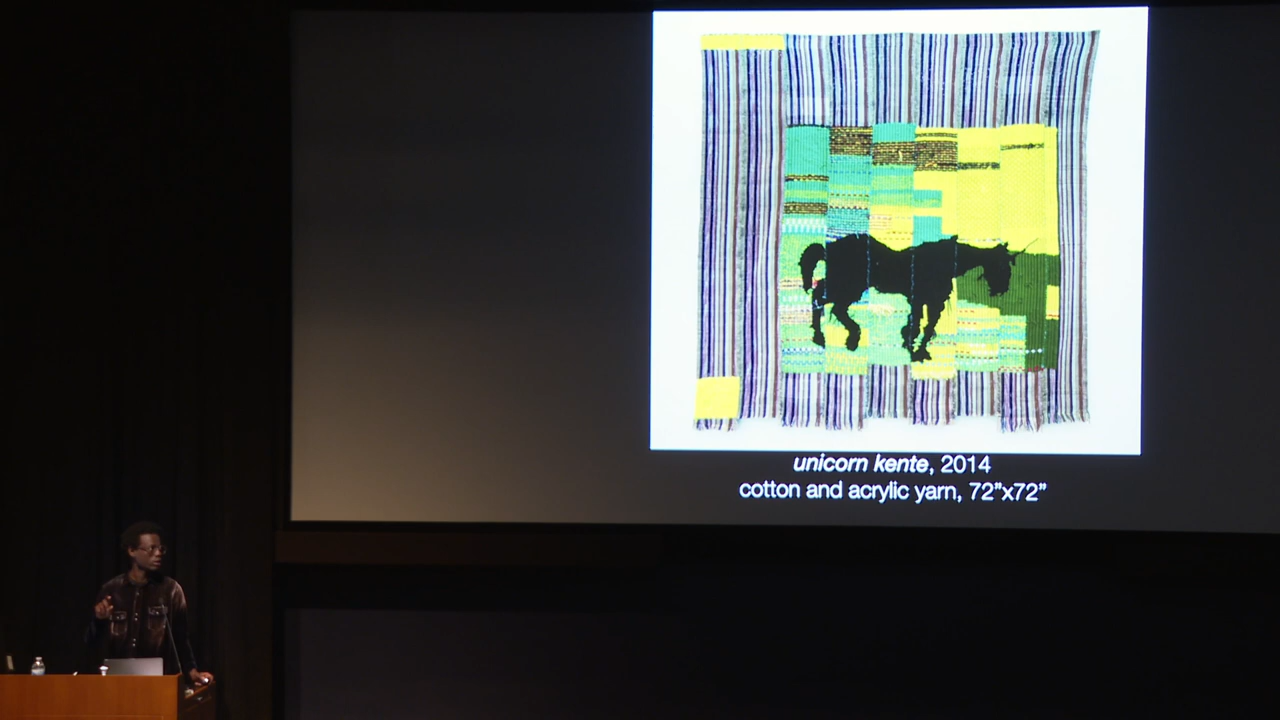 unicorn kente, 2014
cotton and acrylic yarn, 72”x72”